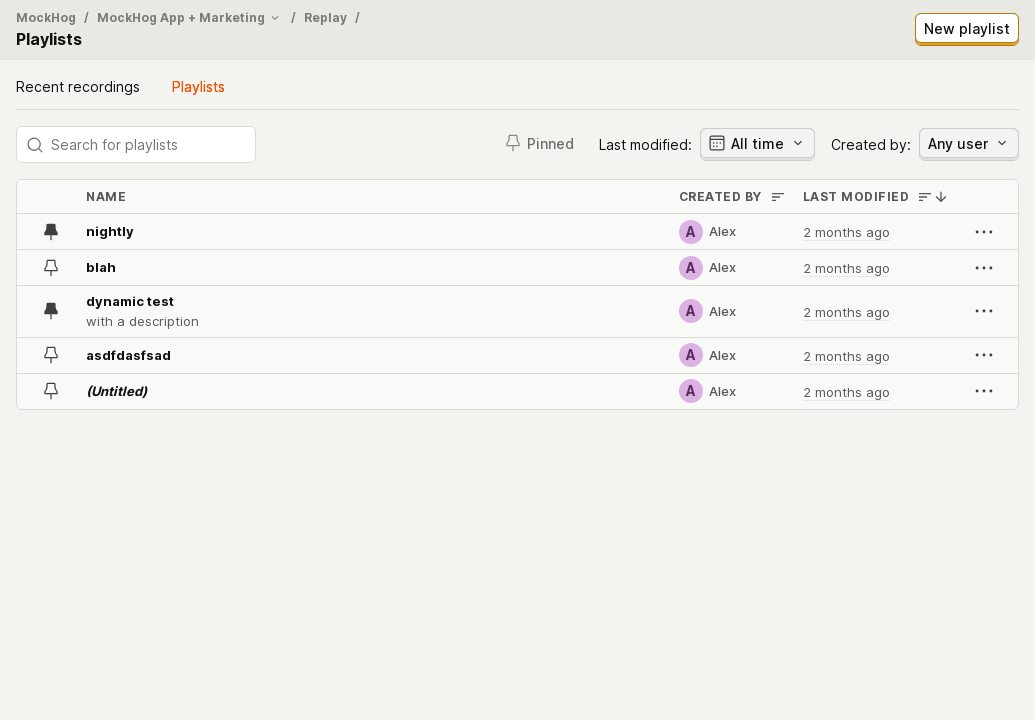 MockHog / MockHog App + Marketing / Replay /
Playlists
New playlist
Recent recordings Playlists
Search for playlists Pinned Last modified: All time Created by: Any user
NAME CREATED BY LAST MODIFIED
nightly A Alex 2 months ago
blah A Alex 2 months ago
dynamic test
with a description A Alex 2 months ago
asdfdasfsad A Alex 2 months ago
(Untitled) A Alex 2 months ago